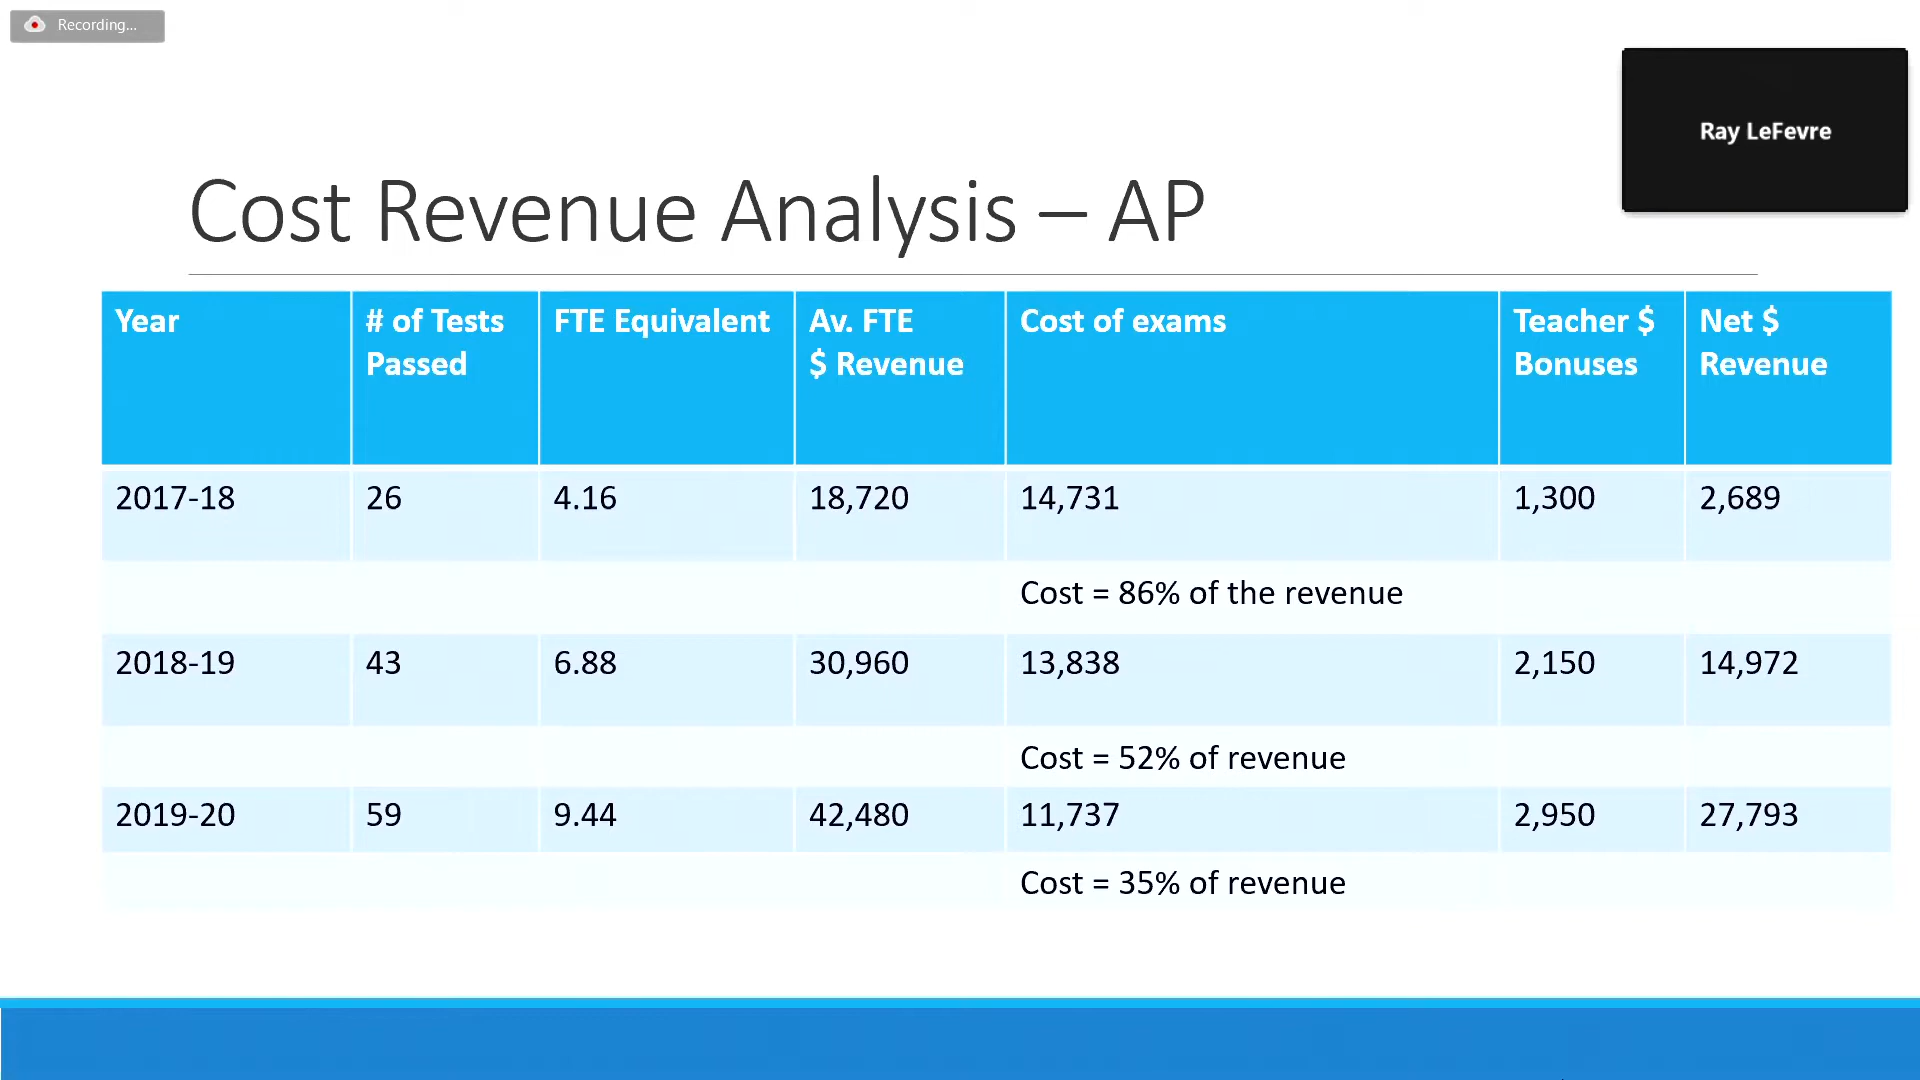 Recording...
Ray LeFevre
Cost Revenue Analysis – AP
Year # of Tests Passed FTE Equivalent Av. FTE $ Revenue Cost of exams Teacher $ Bonuses Net $ Revenue
2017-18 26 4.16 18,720 14,731 1,300 2,689
Cost = 86% of the revenue
2018-19 43 6.88 30,960 13,838 2,150 14,972
Cost = 52% of revenue
2019-20 59 9.44 42,480 11,737 2,950 27,793
Cost = 35% of revenue